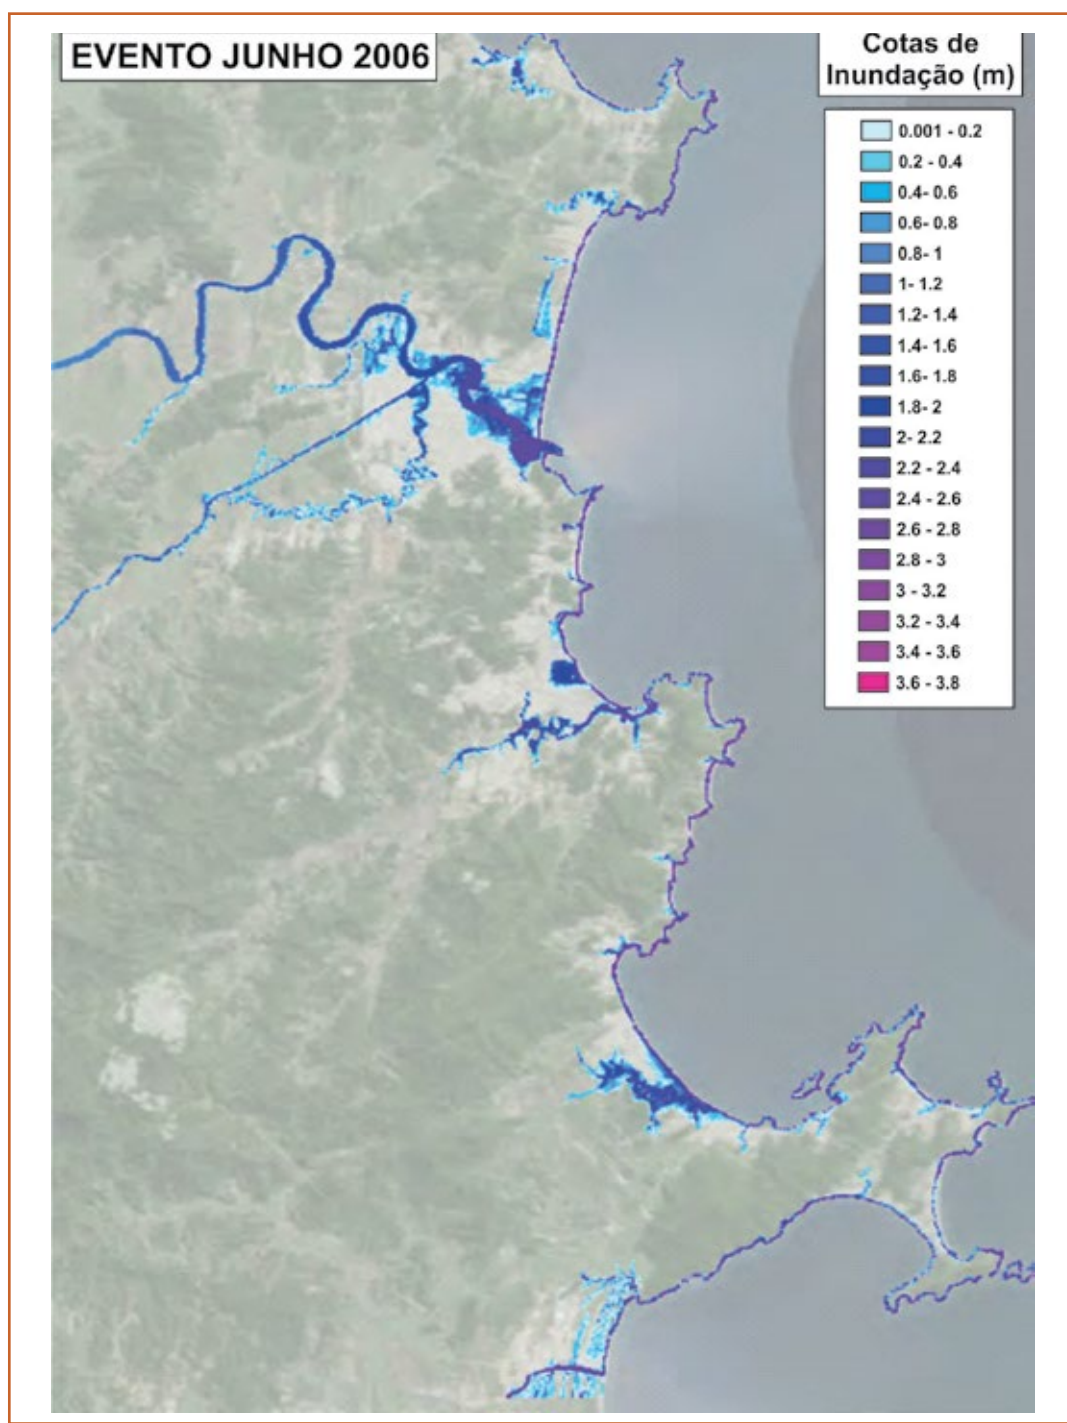 EVENTO JUNHO 2006
Cotas de
Inundação (m)
0.001 - 0.2
0.2 - 0.4
0.4- 0.6
0.6- 0.8
0.8- 1
1- 1.2
1.2- 1.4
1.4- 1.6
1.6- 1.8
1.8- 2
2- 2.2
2.2 - 2.4
2.4 - 2.6
2.6 - 2.8
2.8 - 3
3 - 3.2
3.2 - 3.4
3.4 - 3.6
3.6 - 3.8